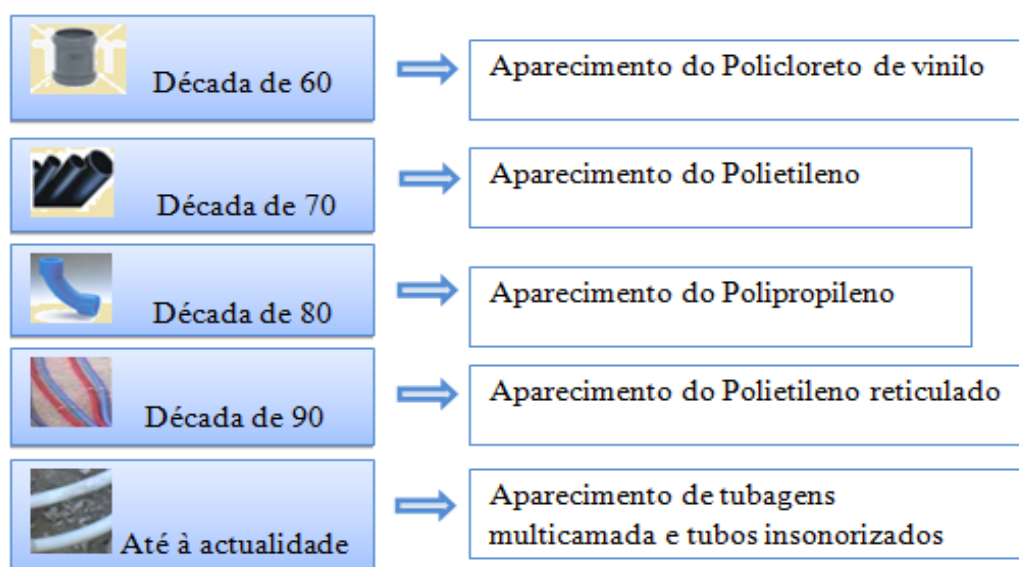 Década de 60
Aparecimento do Policloreto de vinilo
Década de 70
Aparecimento do Polietileno
Década de 80
Aparecimento do Polipropileno
Década de 90
Aparecimento do Polietileno reticulado
Até à actualidade
Aparecimento de tubagens
multicamada e tubos insonorizados